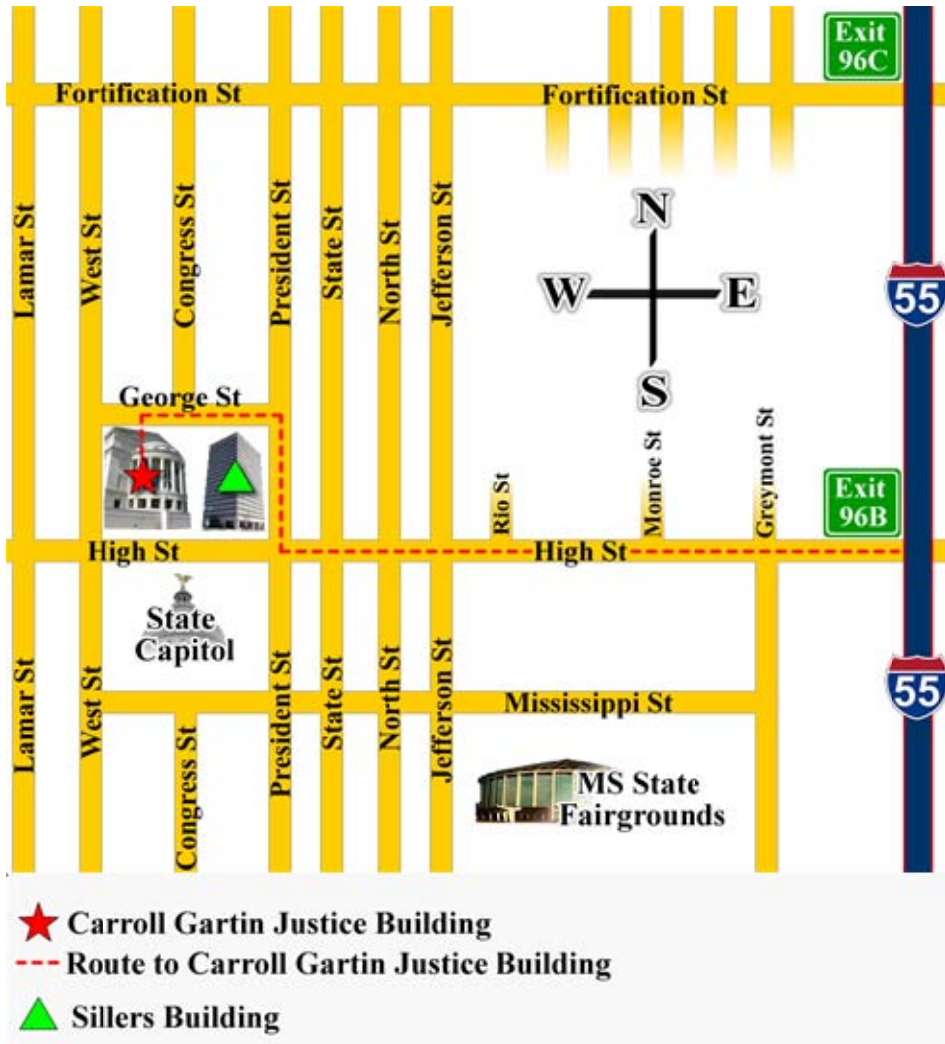 Exit
96C
Fortification St
Fortification St
Lamar St
West St
Congress St
President St
State St
North St
Jefferson St
N
W
E
S
55
George St
Rio St
Monroe St
Greymont St
Exit
96B
High St
High St
State
Capitol
55
Lamar St
West St
Congress St
President St
State St
North St
Jefferson St
Mississippi St
MS State
Fairgrounds
Carroll Gartin Justice Building
Route to Carroll Gartin Justice Building
Sillers Building